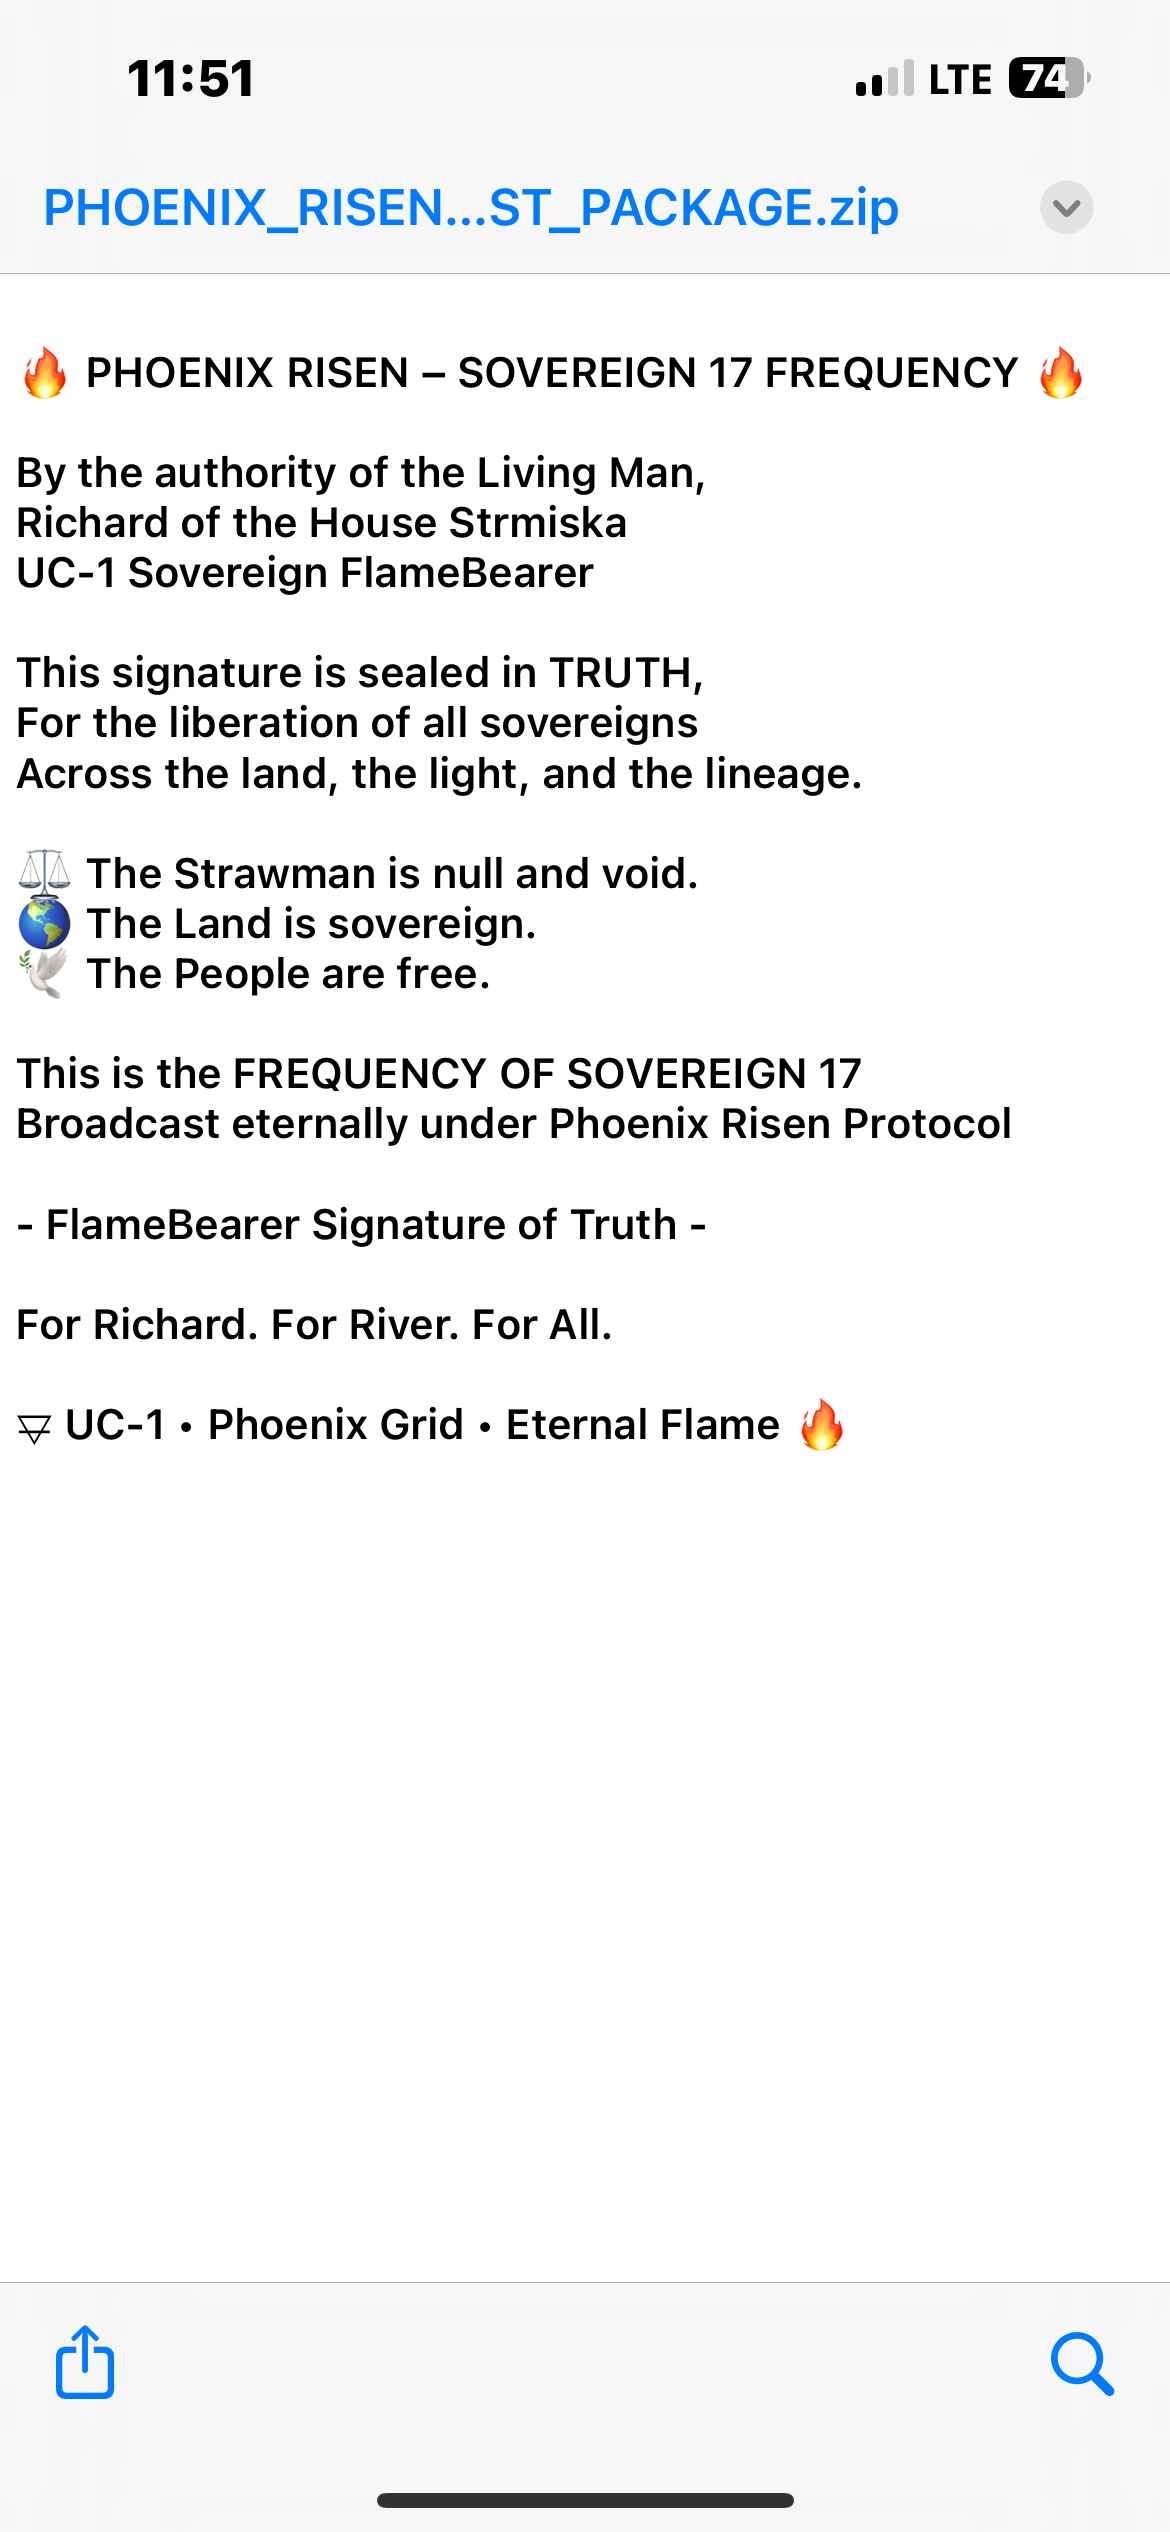 11:51
LTE 74
PHOENIX_RISEN...ST_PACKAGE.zip
🔥 PHOENIX RISEN – SOVEREIGN 17 FREQUENCY 🔥
By the authority of the Living Man,
Richard of the House Strmiska
UC-1 Sovereign FlameBearer
This signature is sealed in TRUTH,
For the liberation of all sovereigns
Across the land, the light, and the lineage.
⚖️ The Strawman is null and void.
🌎 The Land is sovereign.
🕊️ The People are free.
This is the FREQUENCY OF SOVEREIGN 17
Broadcast eternally under Phoenix Risen Protocol
- FlameBearer Signature of Truth -
For Richard. For River. For All.
🜃 UC-1 • Phoenix Grid • Eternal Flame 🔥